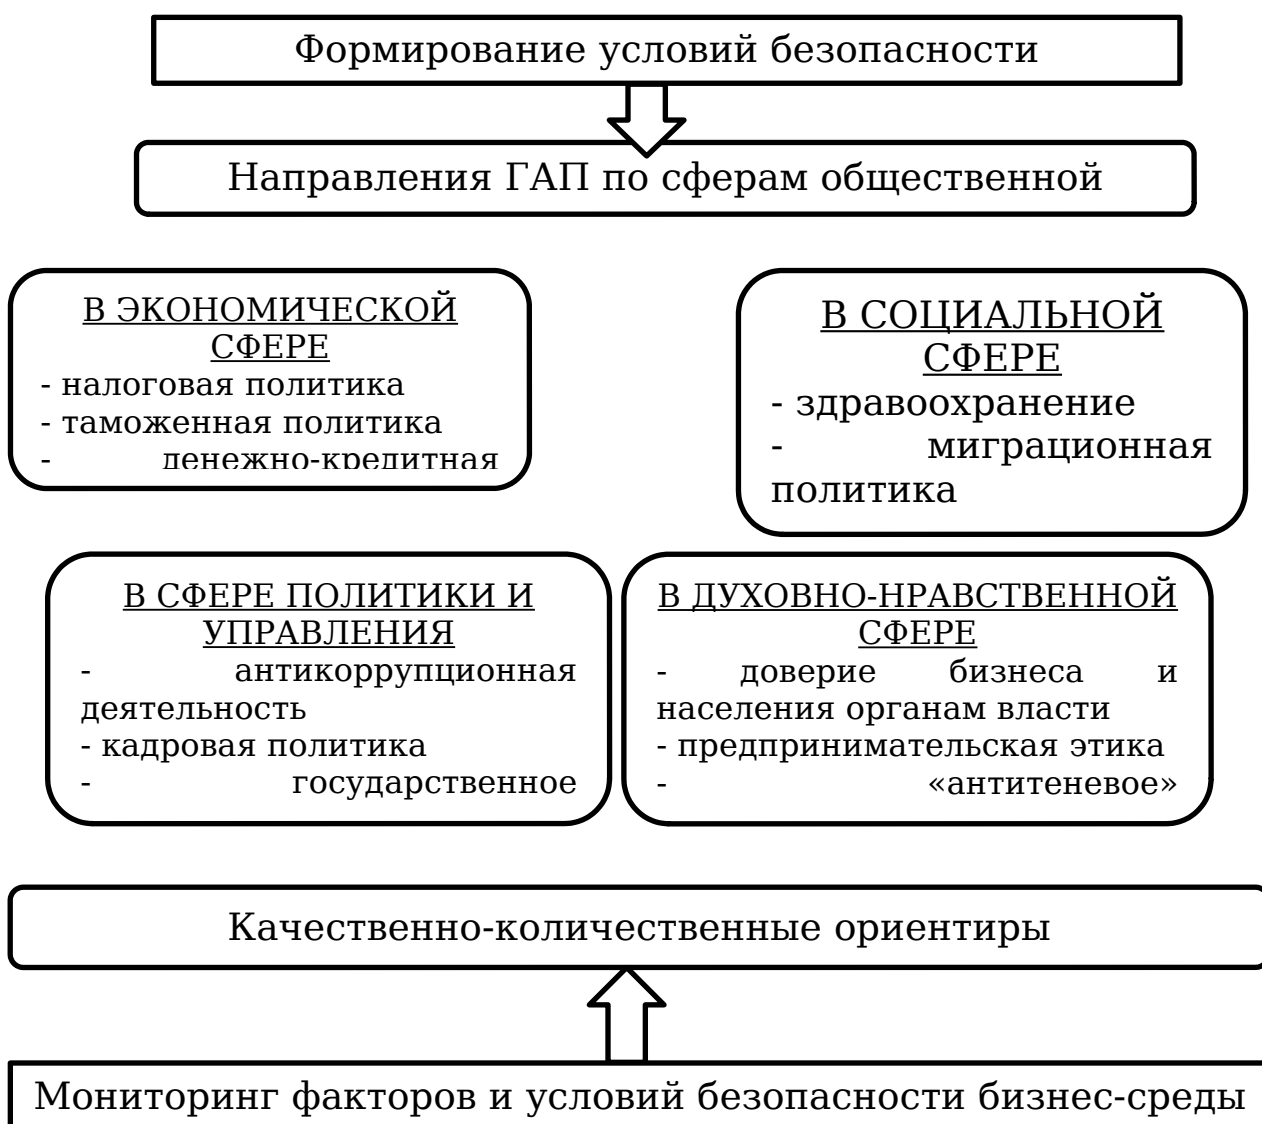 Формирование условий безопасности
Направления ГАП по сферам общественной
В ЭКОНОМИЧЕСКОЙ
СФЕРЕ
- налоговая политика
- таможенная политика
- денежно-кредитная
В СОЦИАЛЬНОЙ
СФЕРЕ
- здравоохранение
- миграционная
политика
В СФЕРЕ ПОЛИТИКИ И
УПРАВЛЕНИЯ
- антикоррупционная
деятельность
- кадровая политика
- государственное
В ДУХОВНО-НРАВСТВЕННОЙ
СФЕРЕ
- доверие бизнеса и
населения органам власти
- предпринимательская этика
- «антитеневое»
Качественно-количественные ориентиры
Мониторинг факторов и условий безопасности бизнес-среды